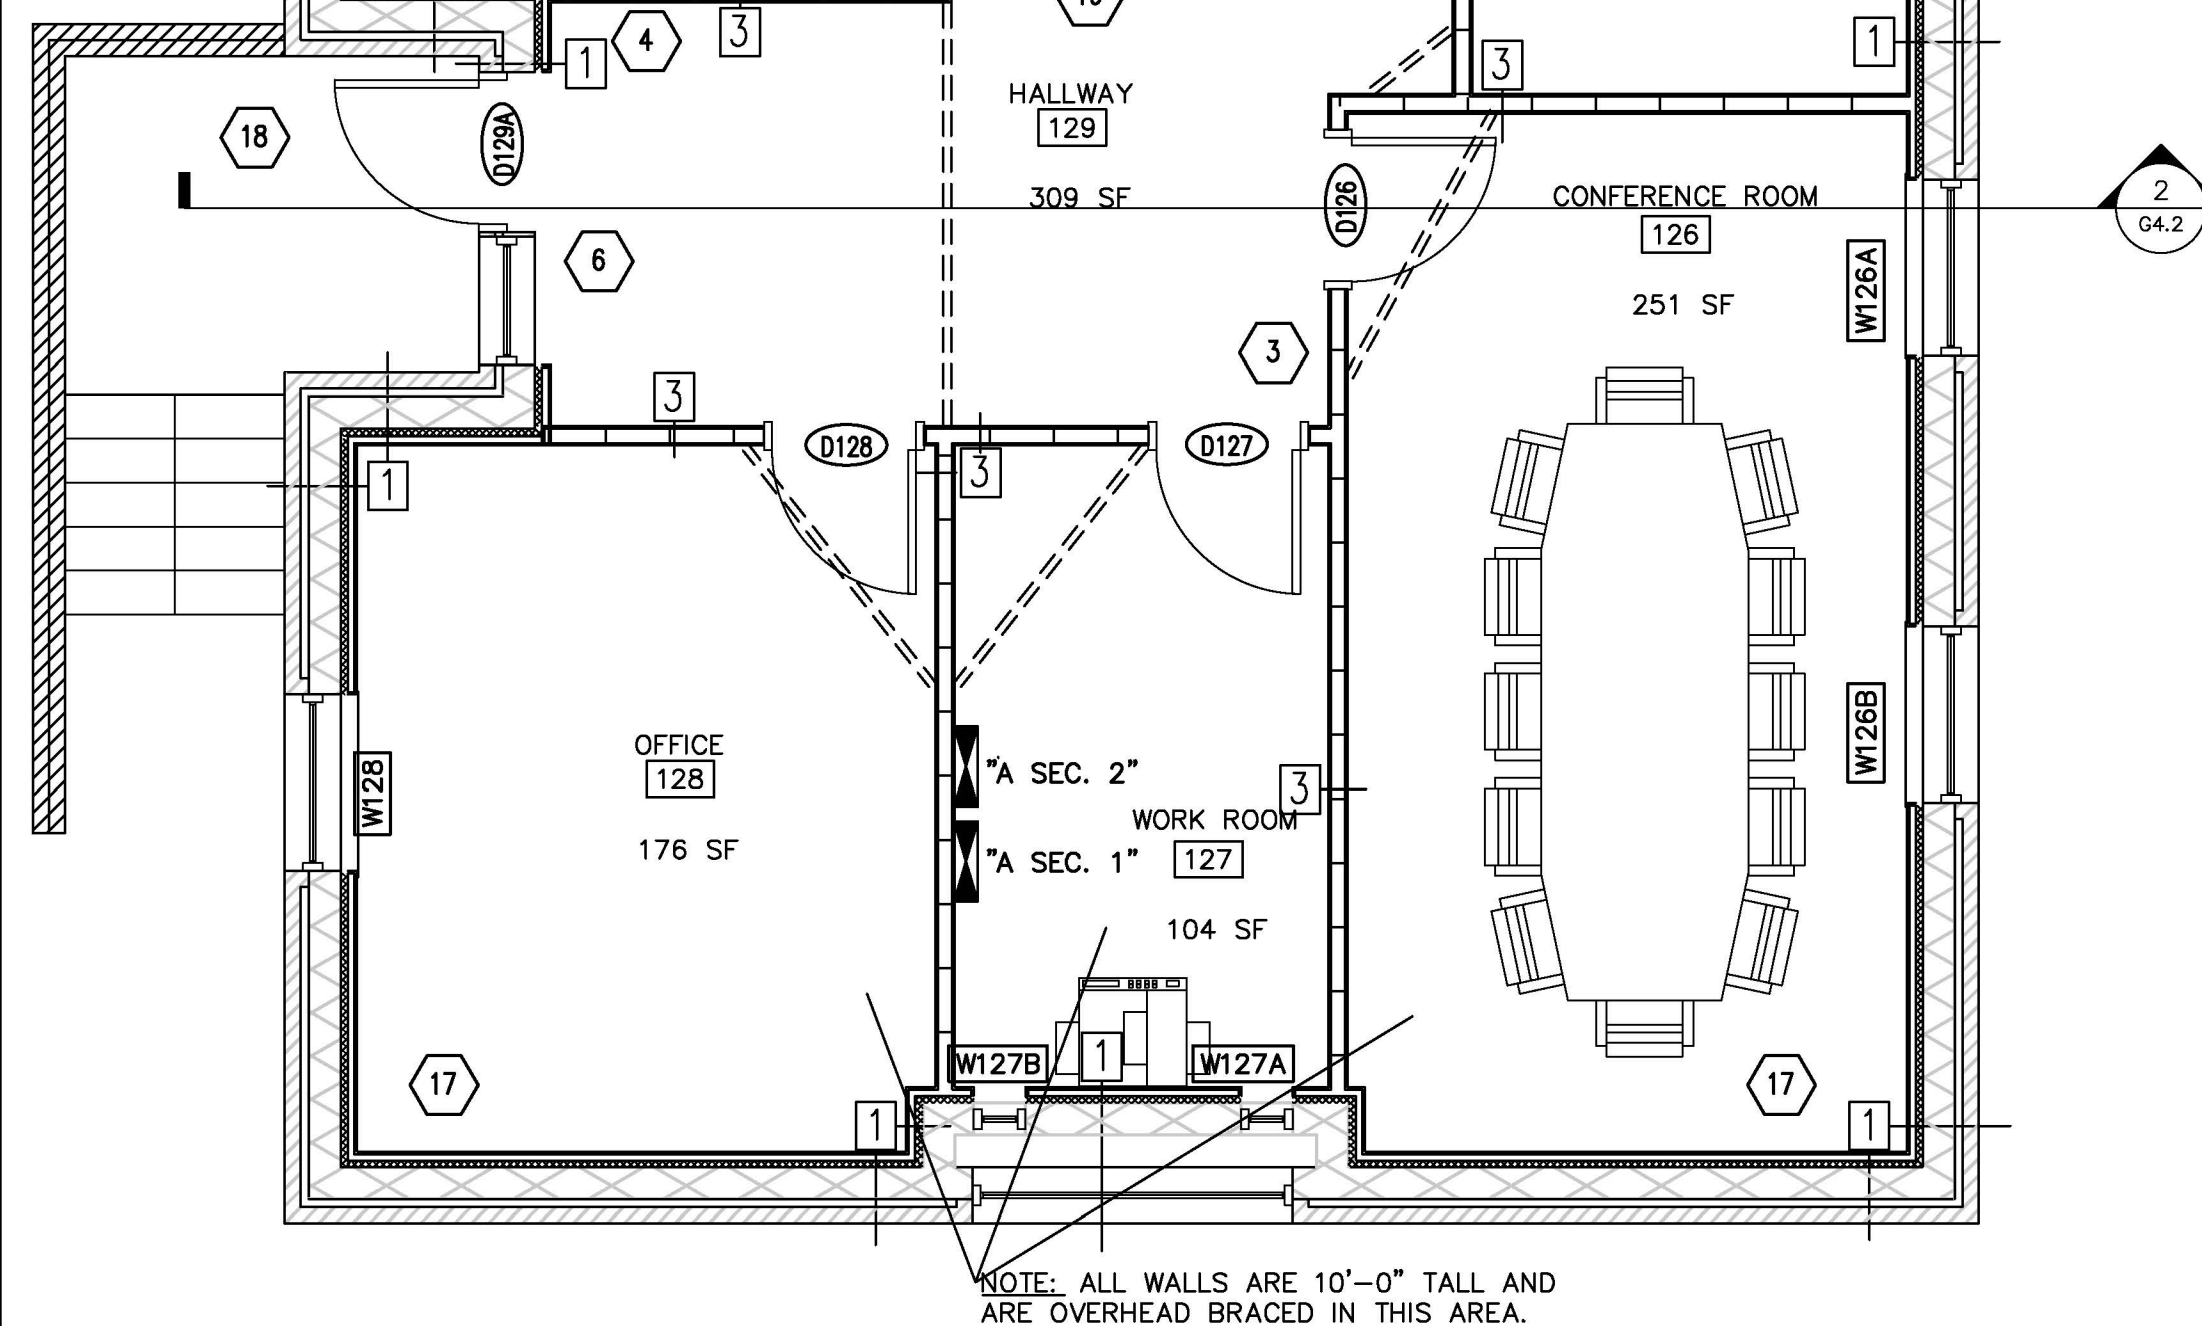 4
3
1
1
3
HALLWAY
129
18
D129A
309 SF
D126
CONFERENCE ROOM
126
2
G4.2
6
W126A
251 SF
3
3
D128
D127
3
1
OFFICE
128
W128
176 SF
"A SEC. 2"
3
WORK ROOM
W126B
"A SEC. 1"
127
104 SF
17
W127B
1
W127A
17
1
1
NOTE: ALL WALLS ARE 10'-0" TALL AND
ARE OVERHEAD BRACED IN THIS AREA.